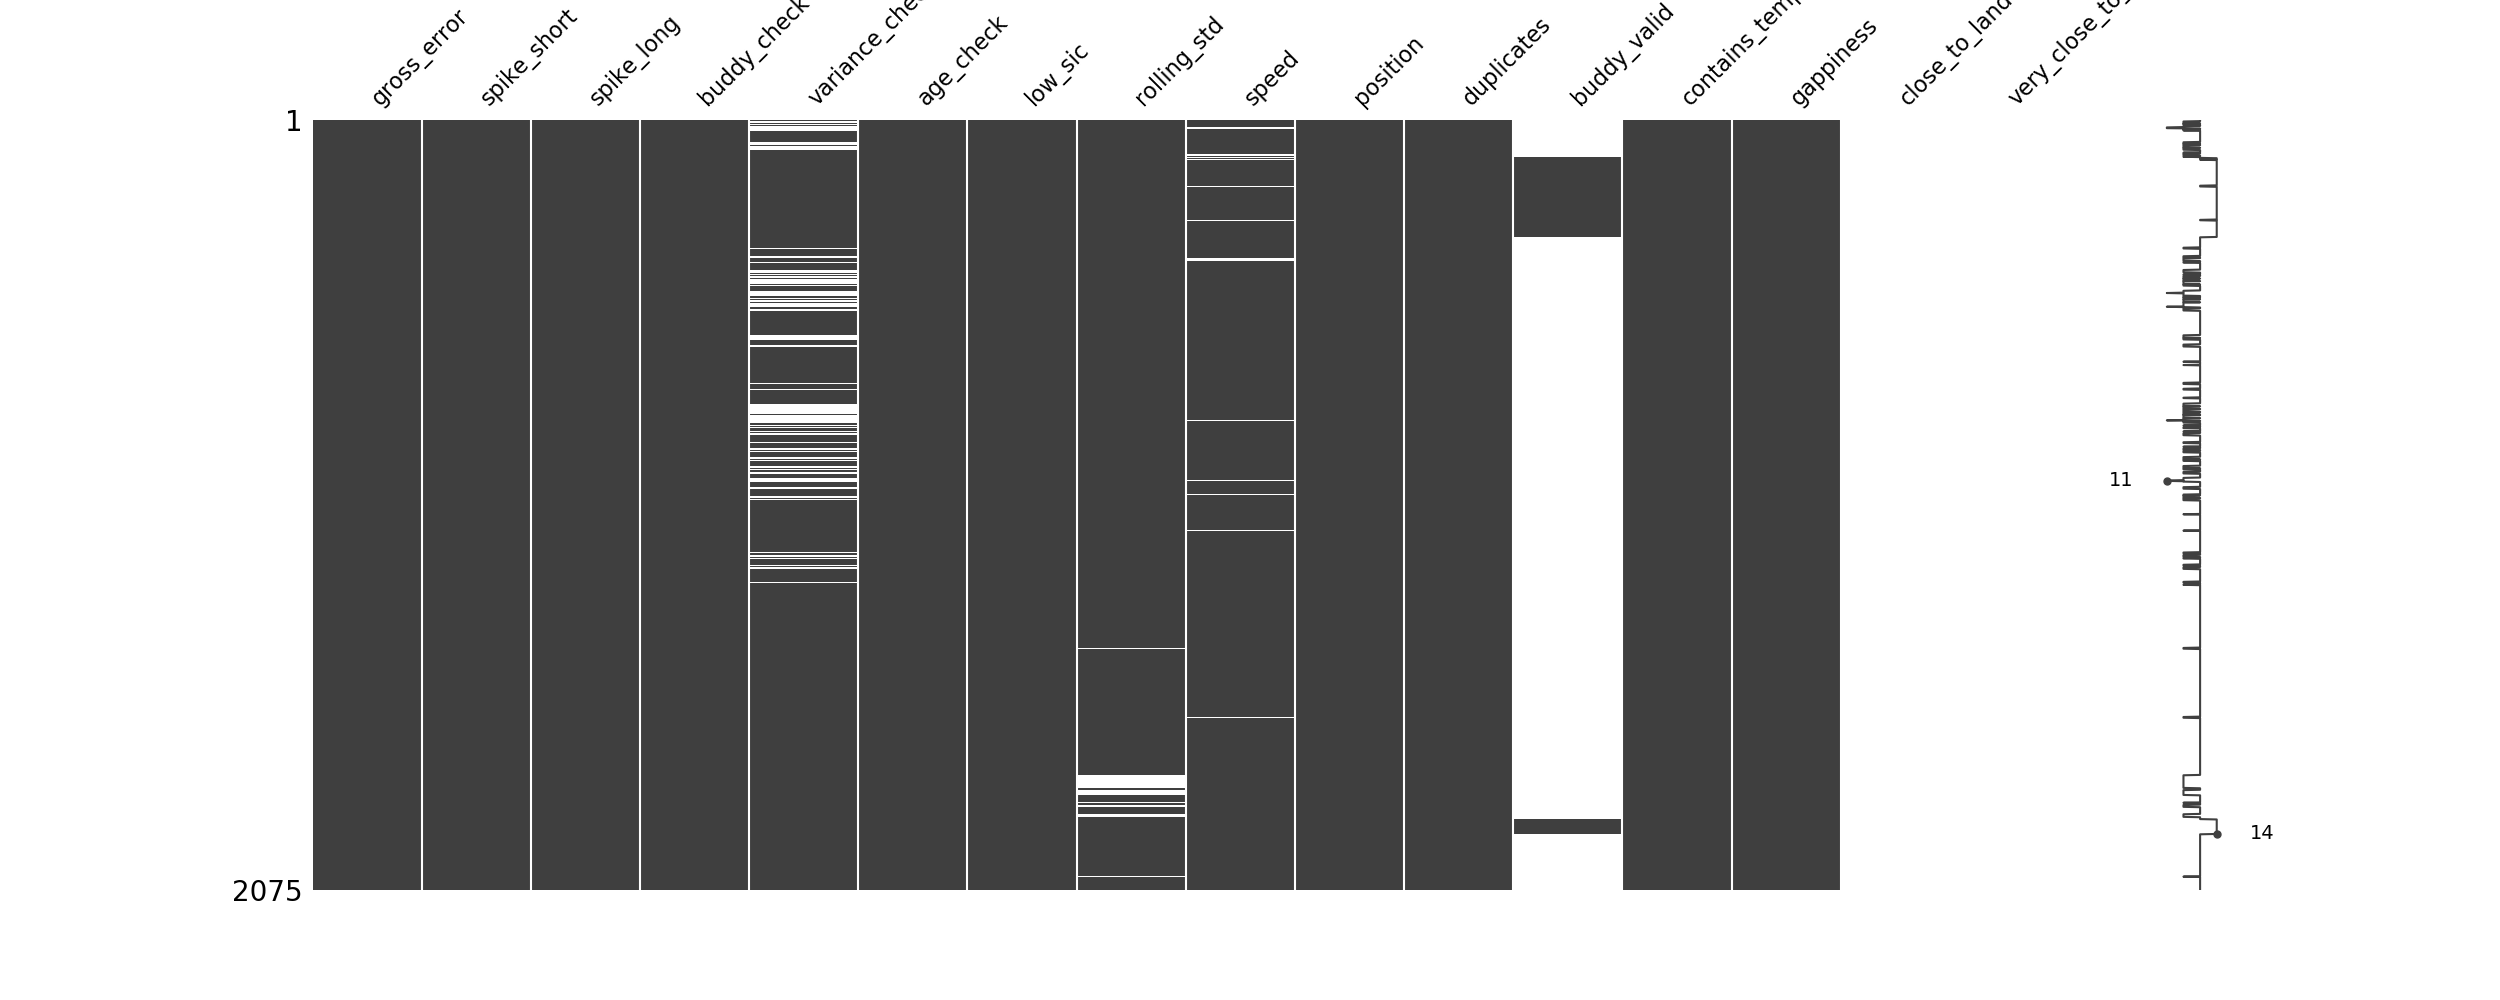 gross_error
spike_short
spike_long
buddy_check
variance_che
age_check
low_sic
rolling_std
speed
position
duplicates
buddy_valid
contains_temp
gappiness
close_to_land
very_close_to_
1
11
14
2075